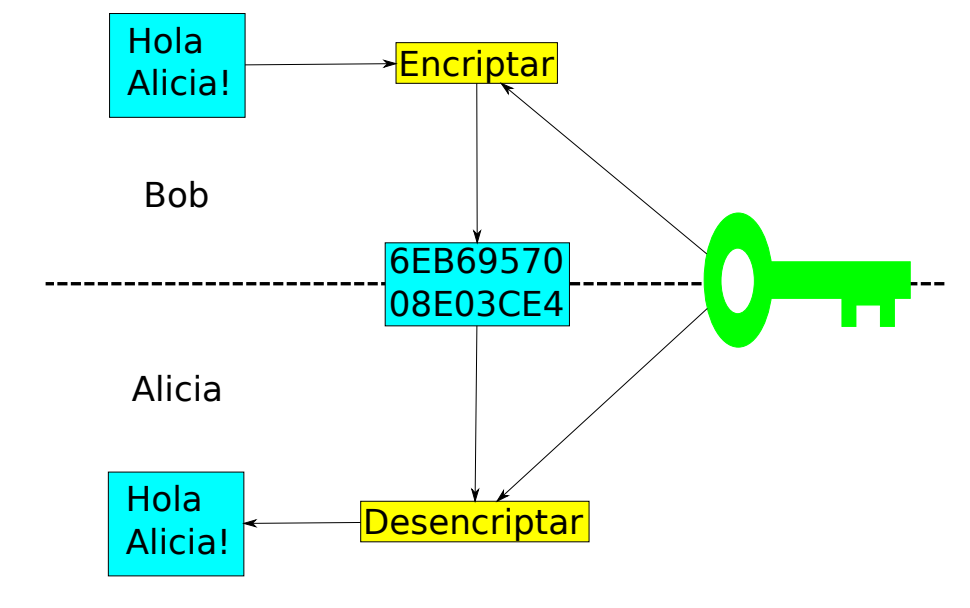 Hola
Alicia!
Encriptar
Bob
6EB69570
08E03CE4
Alicia
Hola
Alicia!
Desencriptar